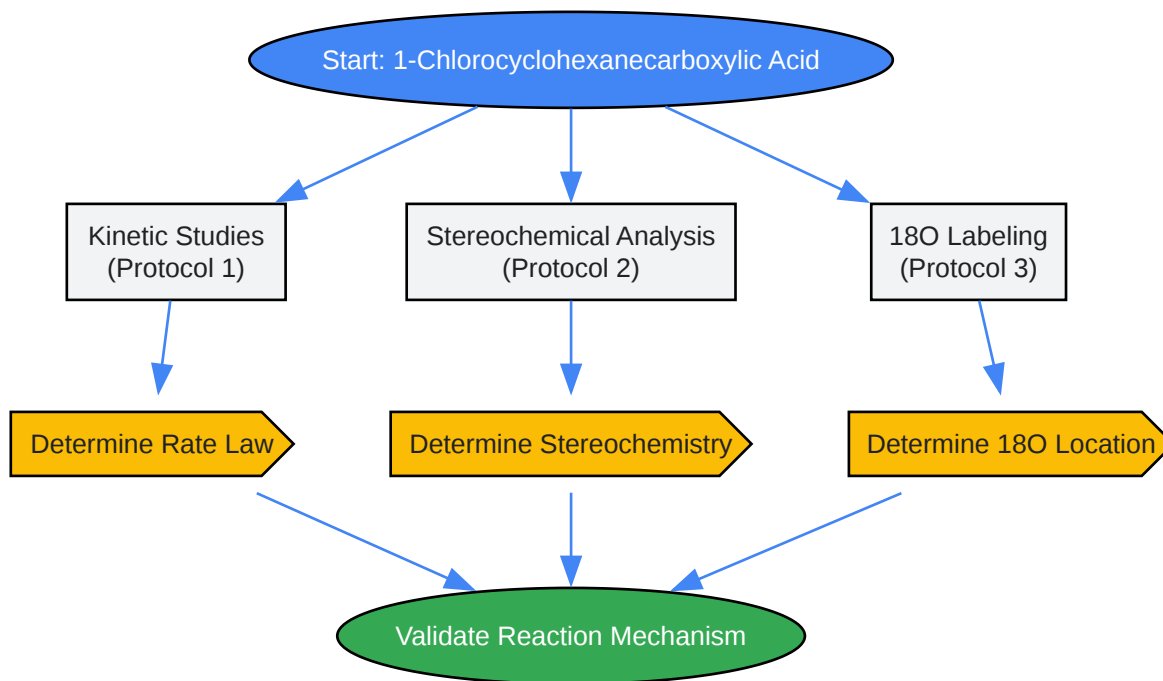 Start: 1-Chlorocyclohexanecarboxylic Acid
Kinetic Studies
(Protocol 1)
Stereochemical Analysis
(Protocol 2)
18O Labeling
(Protocol 3)
Determine Rate Law
Determine Stereochemistry
Determine 18O Location
Validate Reaction Mechanism